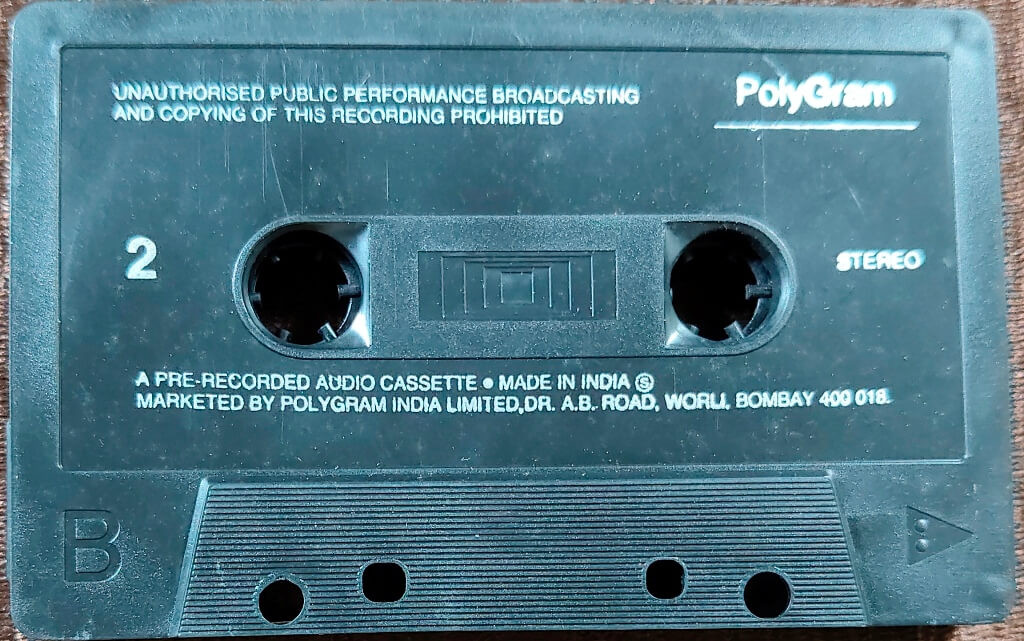 UNAUTHORISED PUBLIC PERFORMANCE BROADCASTING
AND COPYING OF THIS RECORDING PROHIBITED
PolyGram
2
STEREO
A PRE-RECORDED AUDIO CASSETTE • MADE IN INDIA Ⓢ
MARKETED BY POLYGRAM INDIA LIMITED,DR. A.B. ROAD, WORLI, BOMBAY 400 018.
B